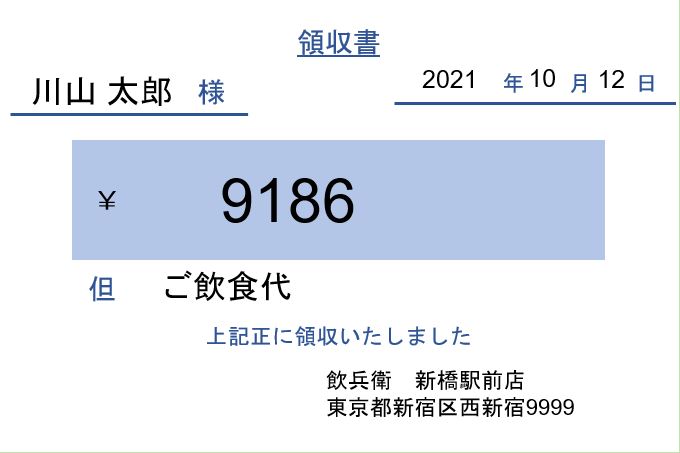 領収書
川山 太郎 様 2021 年 10 月 12 日
¥ 9186
但 ご飲食代
上記正に領収いたしました
飲兵衛 新橋駅前店
東京都新宿区西新宿9999